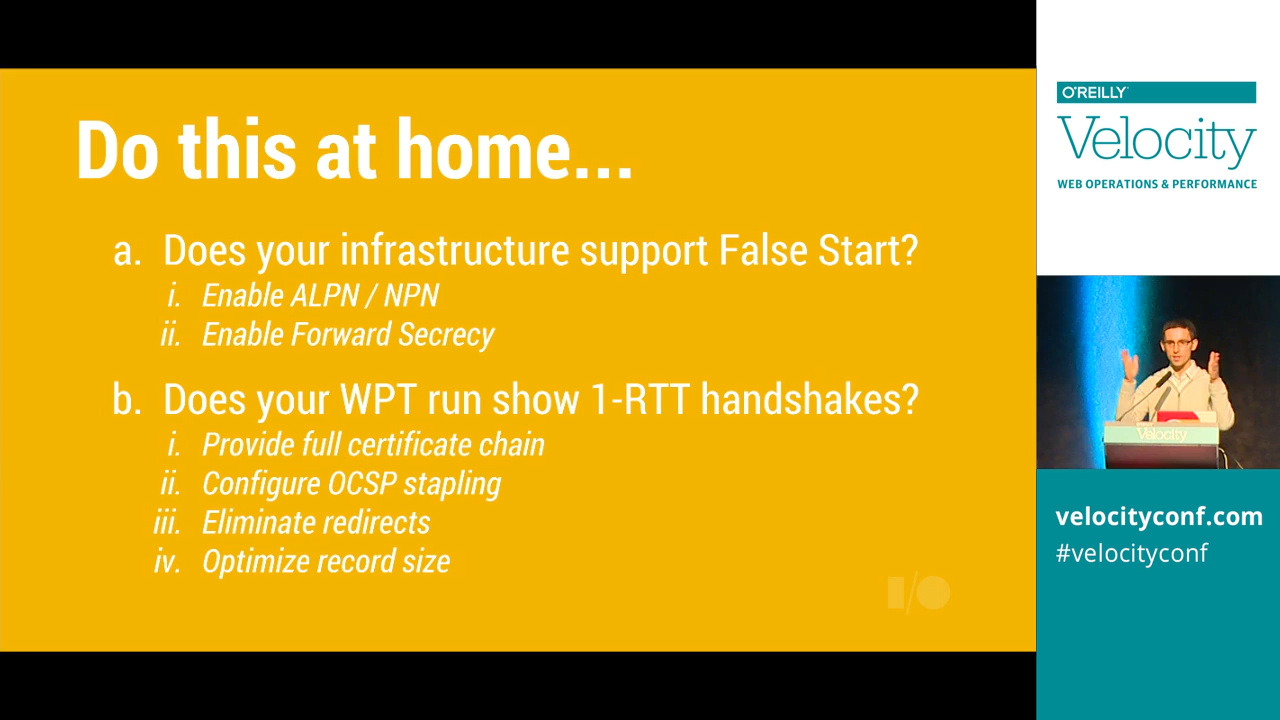 Do this at home...
a. Does your infrastructure support False Start?
i. Enable ALPN / NPN
ii. Enable Forward Secrecy
b. Does your WPT run show 1-RTT handshakes?
i. Provide full certificate chain
ii. Configure OCSP stapling
iii. Eliminate redirects
iv. Optimize record size
I/O
O'REILLY
Velocity
WEB OPERATIONS & PERFORMANCE
Velocity
velocityconf.com
#velocityconf